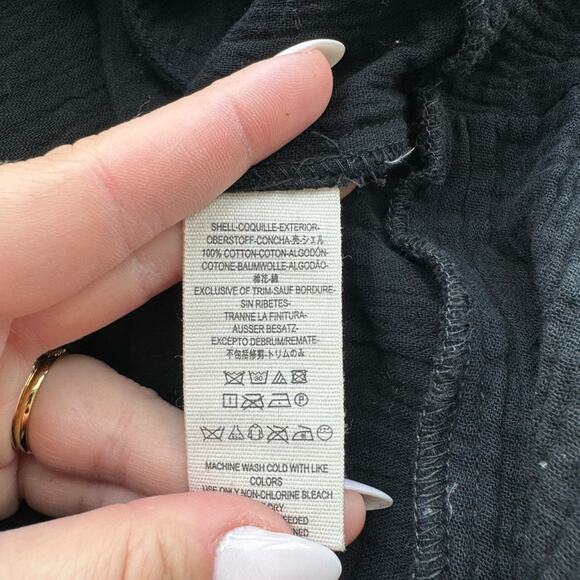 SHELL-COQUILLE-EXTERIOR-
OBERSTOFF-CONCHA-売-シェル
100% COTTON-COTON-ALGODÓN-
COTONE-BAUMWOLLE-ALGODÃO-
棉花-綿
EXCLUSIVE OF TRIM-SAUF BORDURE-
SIN RIBETES-
TRANNE LA FINITURA-
AUSSER BESATZ-
EXCEPTO DEBRUM/REMATE-
不包括修剪-トリムのみ
MACHINE WASH COLD WITH LIKE
COLORS
USE ONLY NON-CHLORINE BLEACH
DRY